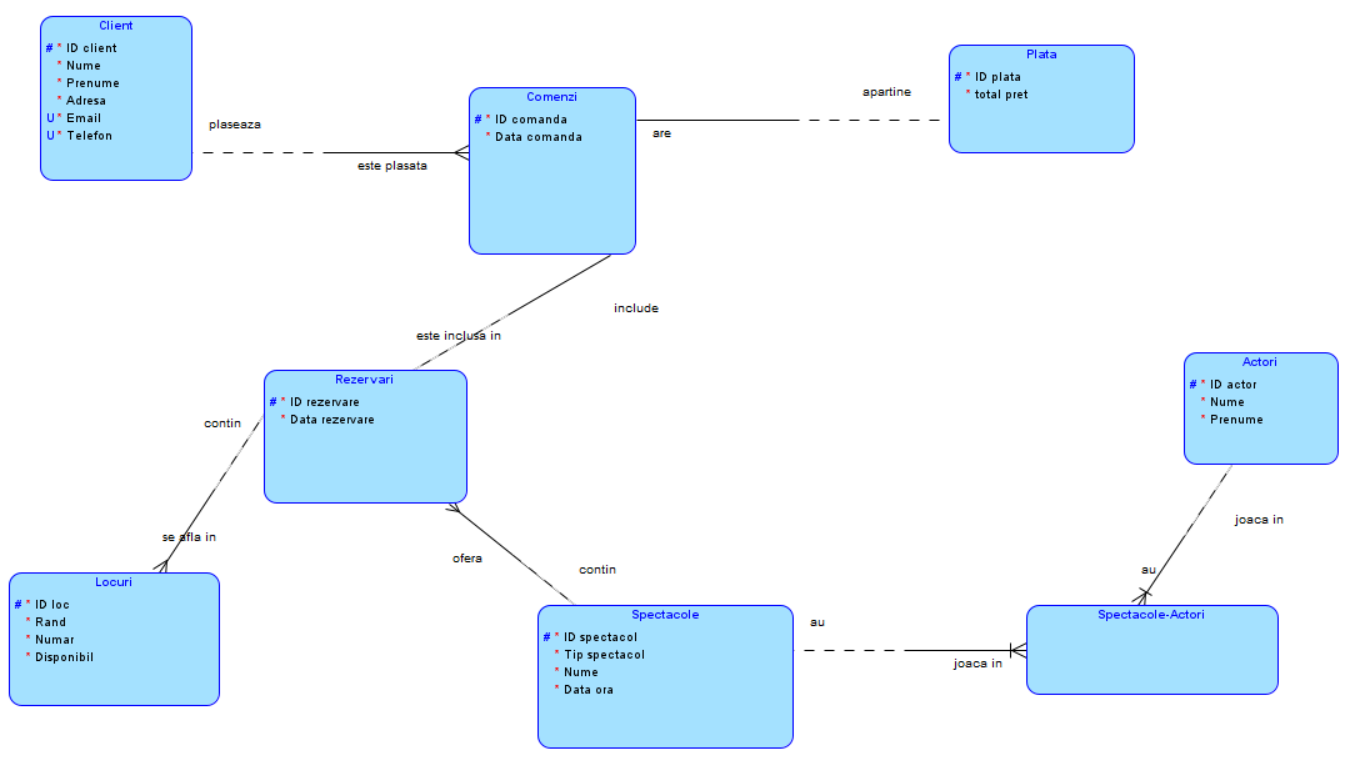 Client
# * ID client
* Nume
* Prenume
* Adresa
U * Email
U * Telefon
plaseaza
este plasata
Comenzi
# * ID comanda
* Data comanda
are
apartine
Plata
# * ID plata
* total pret
include
este inclusa in
Rezervari
# * ID rezervare
* Data rezervare
contin
se afla in
Locuri
# * ID loc
* Rand
* Numar
* Disponibil
ofera
contin
Spectacole
# * ID spectacol
* Tip spectacol
* Nume
* Data ora
au
joaca in
Actori
# * ID actor
* Nume
* Prenume
joaca in
au
Spectacole-Actori